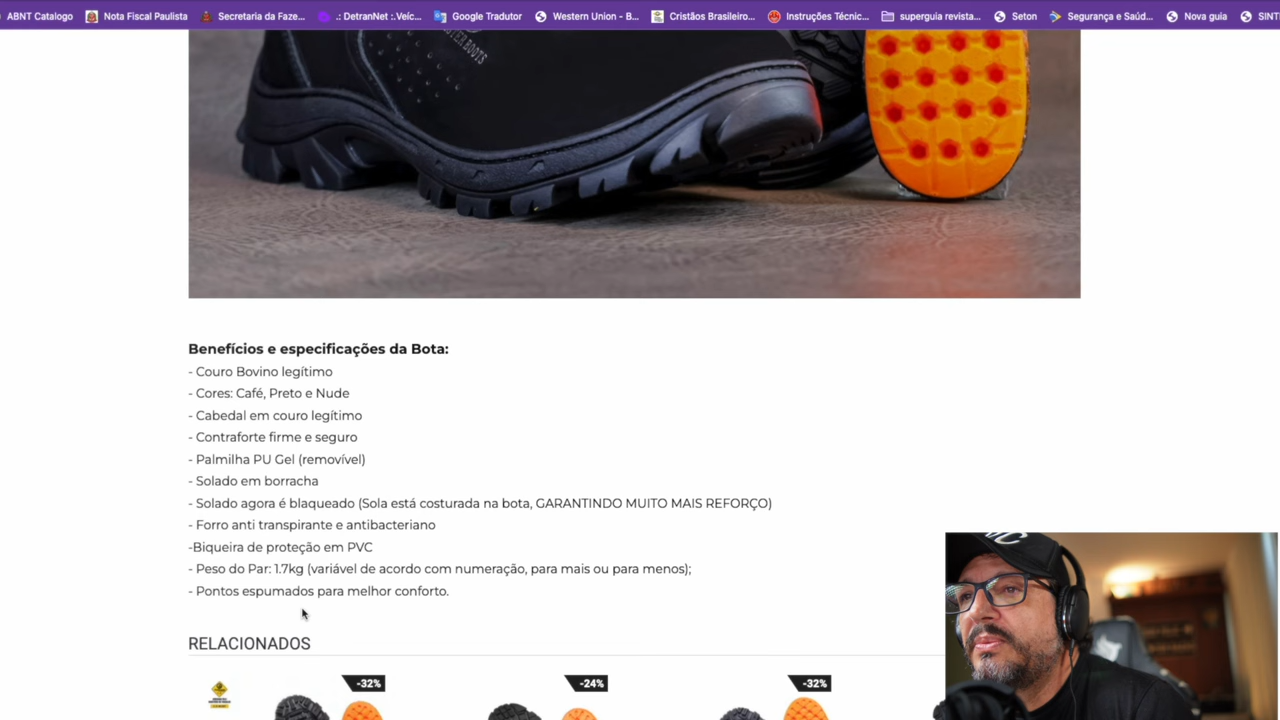 ABNT Catalogo Nota Fiscal Paulista Secretaria da Faze... .: DetranNet :.Veíc... Google Tradutor Western Union - B... Cristãos Brasileiro... Instruções Técnic... superguia revista... Seton Segurança e Saúd... Nova guia SINT
STER BOOTS
Benefícios e especificações da Bota:
- Couro Bovino legítimo
- Cores: Café, Preto e Nude
- Cabedal em couro legítimo
- Contraforte firme e seguro
- Palmilha PU Gel (removível)
- Solado em borracha
- Solado agora é blaqueado (Sola está costurada na bota, GARANTINDO MUITO MAIS REFORÇO)
- Forro anti transpirante e antibacteriano
-Biqueira de proteção em PVC
- Peso do Par: 1.7kg (variável de acordo com numeração, para mais ou para menos);
- Pontos espumados para melhor conforto.
RELACIONADOS
-32% -24% -32%